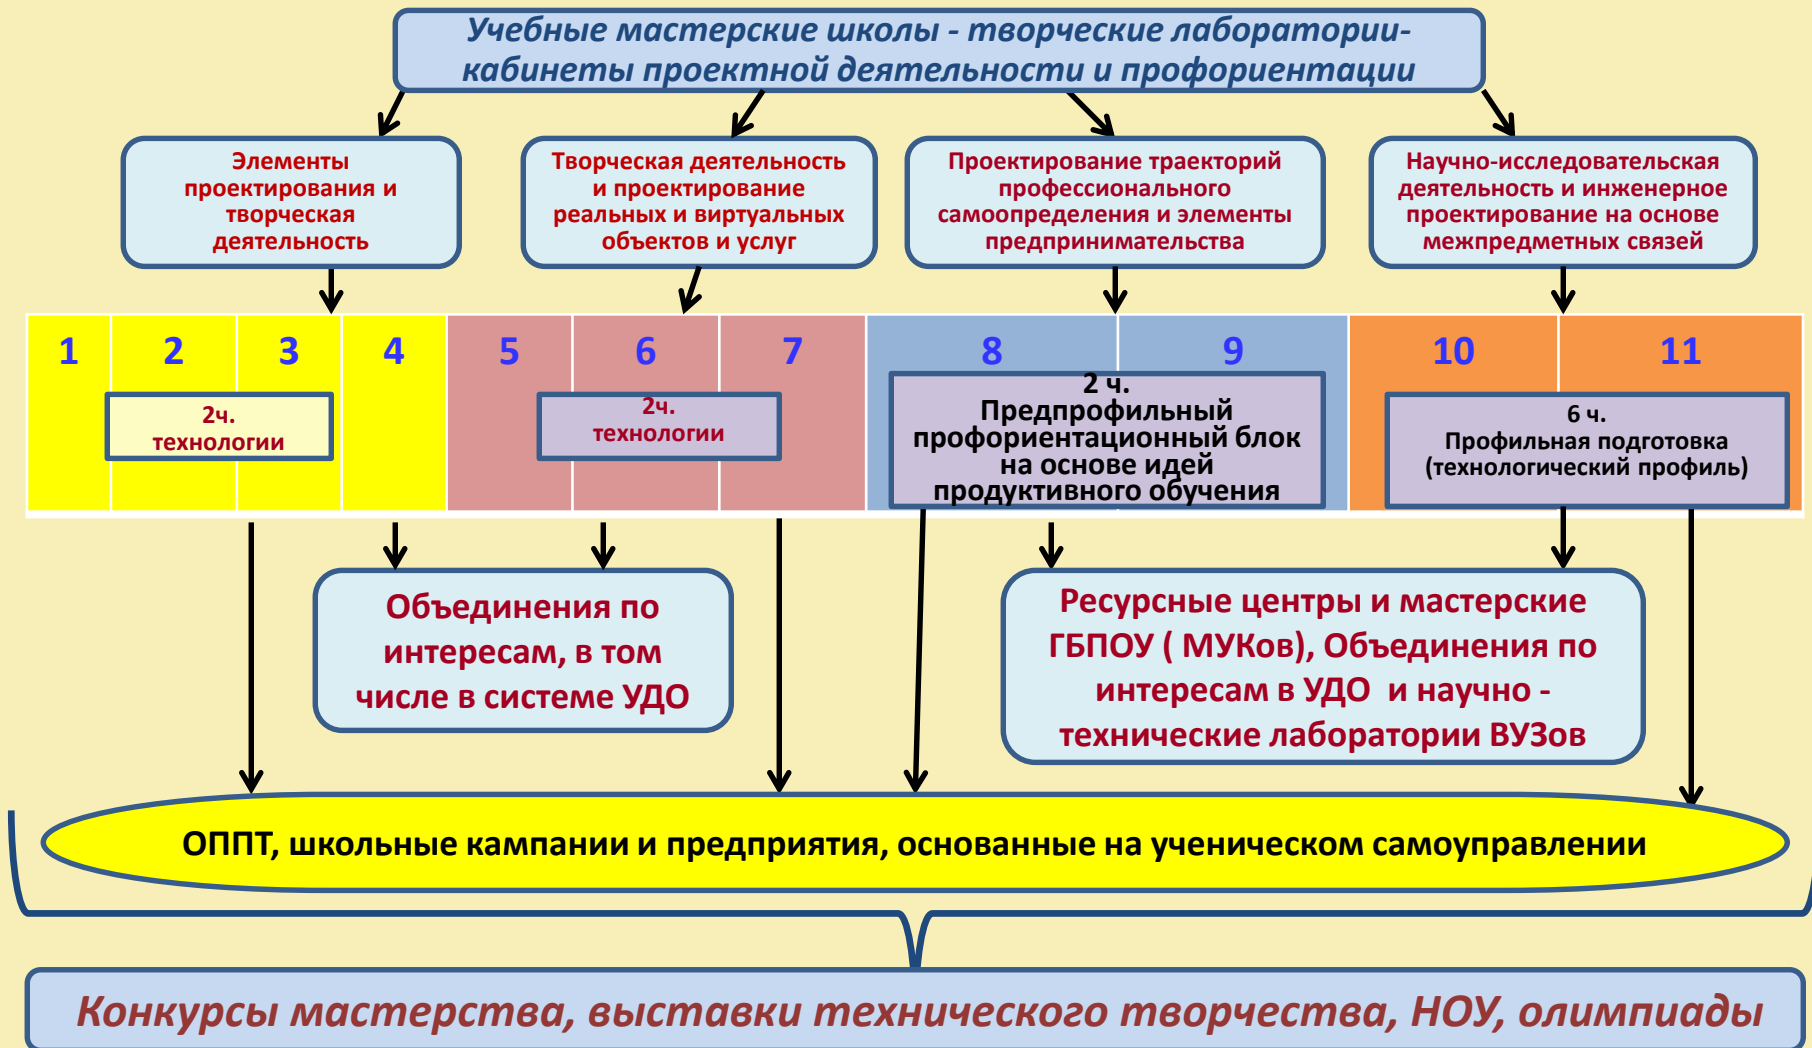 Учебные мастерские школы - творческие лаборатории-
кабинеты проектной деятельности и профориентации
Элементы
проектирования и
творческая
деятельность
Творческая деятельность
и проектирование
реальных и виртуальных
объектов и услуг
Проектирование траекторий
профессионального
самоопределения и элементы
предпринимательства
Научно-исследовательская
деятельность и инженерное
проектирование на основе
межпредметных связей
1 2 3 4 5 6 7 8 9 10 11
2ч.
технологии
2ч.
технологии
2 ч.
Предпрофильный
профориентационный блок
на основе идей
продуктивного обучения
6 ч.
Профильная подготовка
(технологический профиль)
Объединения по
интересам, в том
числе в системе УДО
Ресурсные центры и мастерские
ГБПОУ ( МУКов), Объединения по
интересам в УДО и научно -
технические лаборатории ВУЗов
ОППТ, школьные кампании и предприятия, основанные на ученическом самоуправлении
Конкурсы мастерства, выставки технического творчества, НОУ, олимпиады